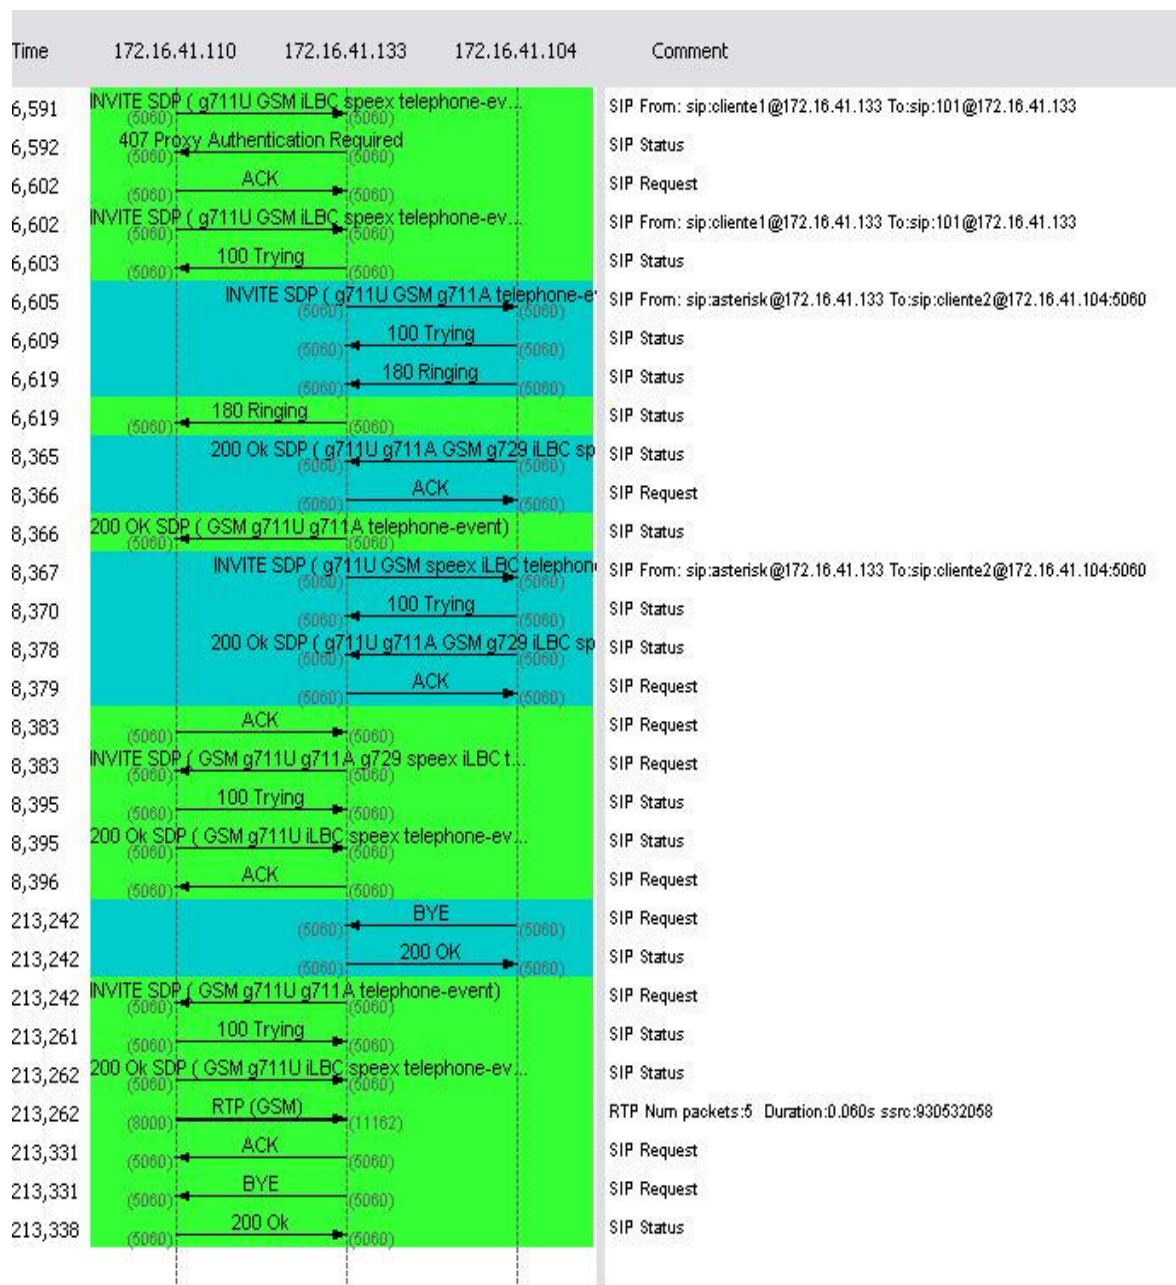 Time 172.16.41.110 172.16.41.133 172.16.41.104 Comment
6,591 INVITE SDP ( g711U GSM iLBC speex telephone-ev... SIP From: sip:cliente1@172.16.41.133 To:sip:101@172.16.41.133
(5060) (5060)
6,592 407 Proxy Authentication Required SIP Status
(5060) (5060)
6,602 ACK SIP Request
(5060) (5060)
6,602 INVITE SDP ( g711U GSM iLBC speex telephone-ev... SIP From: sip:cliente1@172.16.41.133 To:sip:101@172.16.41.133
(5060) (5060)
6,603 100 Trying SIP Status
(5060) (5060)
6,605 INVITE SDP ( g711U GSM g711A telephone-e SIP From: sip:asterisk@172.16.41.133 To:sip:cliente2@172.16.41.104:5060
(5060) (5060)
6,609 100 Trying SIP Status
(5060) (5060)
6,619 180 Ringing SIP Status
(5060) (5060)
6,619 180 Ringing SIP Status
(5060) (5060)
8,365 200 Ok SDP ( g711U g711A GSM g729 iLBC sp SIP Status
(5060) (5060)
8,366 ACK SIP Request
(5060) (5060)
8,366 200 OK SDP ( GSM g711U g711A telephone-event) SIP Status
(5060) (5060)
8,367 INVITE SDP ( g711U GSM speex iLBC telephon SIP From: sip:asterisk@172.16.41.133 To:sip:cliente2@172.16.41.104:5060
(5060) (5060)
8,370 100 Trying SIP Status
(5060) (5060)
8,378 200 Ok SDP ( g711U g711A GSM g729 iLBC sp SIP Status
(5060) (5060)
8,379 ACK SIP Request
(5060) (5060)
8,383 ACK SIP Request
(5060) (5060)
8,383 INVITE SDP ( GSM g711U g711A g729 speex iLBC t... SIP Request
(5060) (5060)
8,395 100 Trying SIP Status
(5060) (5060)
8,395 200 Ok SDP ( GSM g711U iLBC speex telephone-ev... SIP Status
(5060) (5060)
8,396 ACK SIP Request
(5060) (5060)
213,242 BYE SIP Request
(5060) (5060)
213,242 200 OK SIP Status
(5060) (5060)
213,242 INVITE SDP ( GSM g711U g711A telephone-event) SIP Request
(5060) (5060)
213,261 100 Trying SIP Status
(5060) (5060)
213,262 200 Ok SDP ( GSM g711U iLBC speex telephone-ev... SIP Status
(5060) (5060)
213,262 RTP (GSM) RTP Num packets:5 Duration:0.060s ssrc:930532058
(8000) (11162)
213,331 ACK SIP Request
(5060) (5060)
213,331 BYE SIP Request
(5060) (5060)
213,338 200 Ok SIP Status
(5060) (5060)